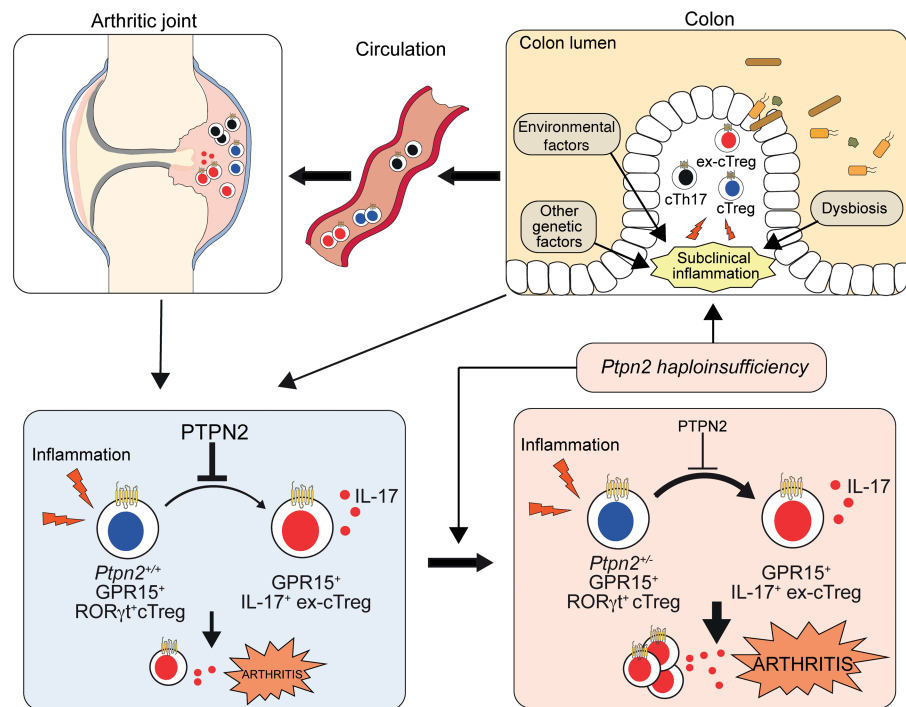 Arthritic joint
Circulation
Colon
Colon lumen
Environmental
factors
ex-cTreg
cTh17
cTreg
Other
genetic
factors
Dysbiosis
Subclinical
inflammation
Ptpn2 haploinsufficiency
PTPN2
Inflammation
IL-17
Ptpn2+/+
GPR15+
RORγt+cTreg
GPR15+
IL-17+ ex-cTreg
ARTHRITIS
PTPN2
Inflammation
IL-17
Ptpn2+/-
GPR15+
RORγt+ cTreg
GPR15+
IL-17+ ex-cTreg
ARTHRITIS